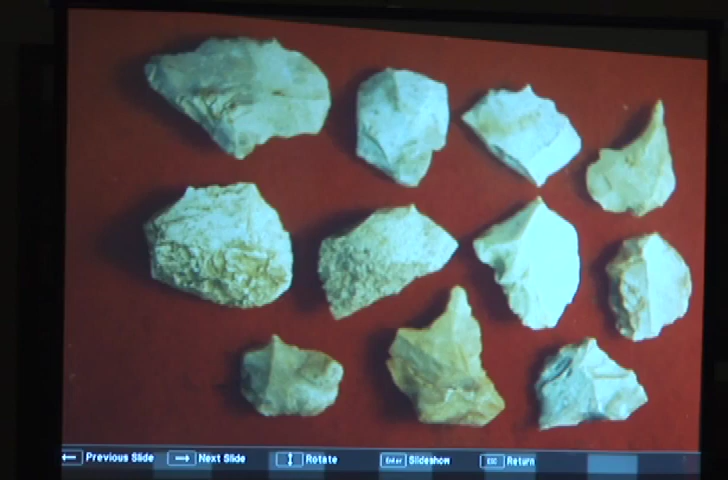 ← Previous Slide → Next Slide ↕ Rotate Enter Slideshow ESC Return